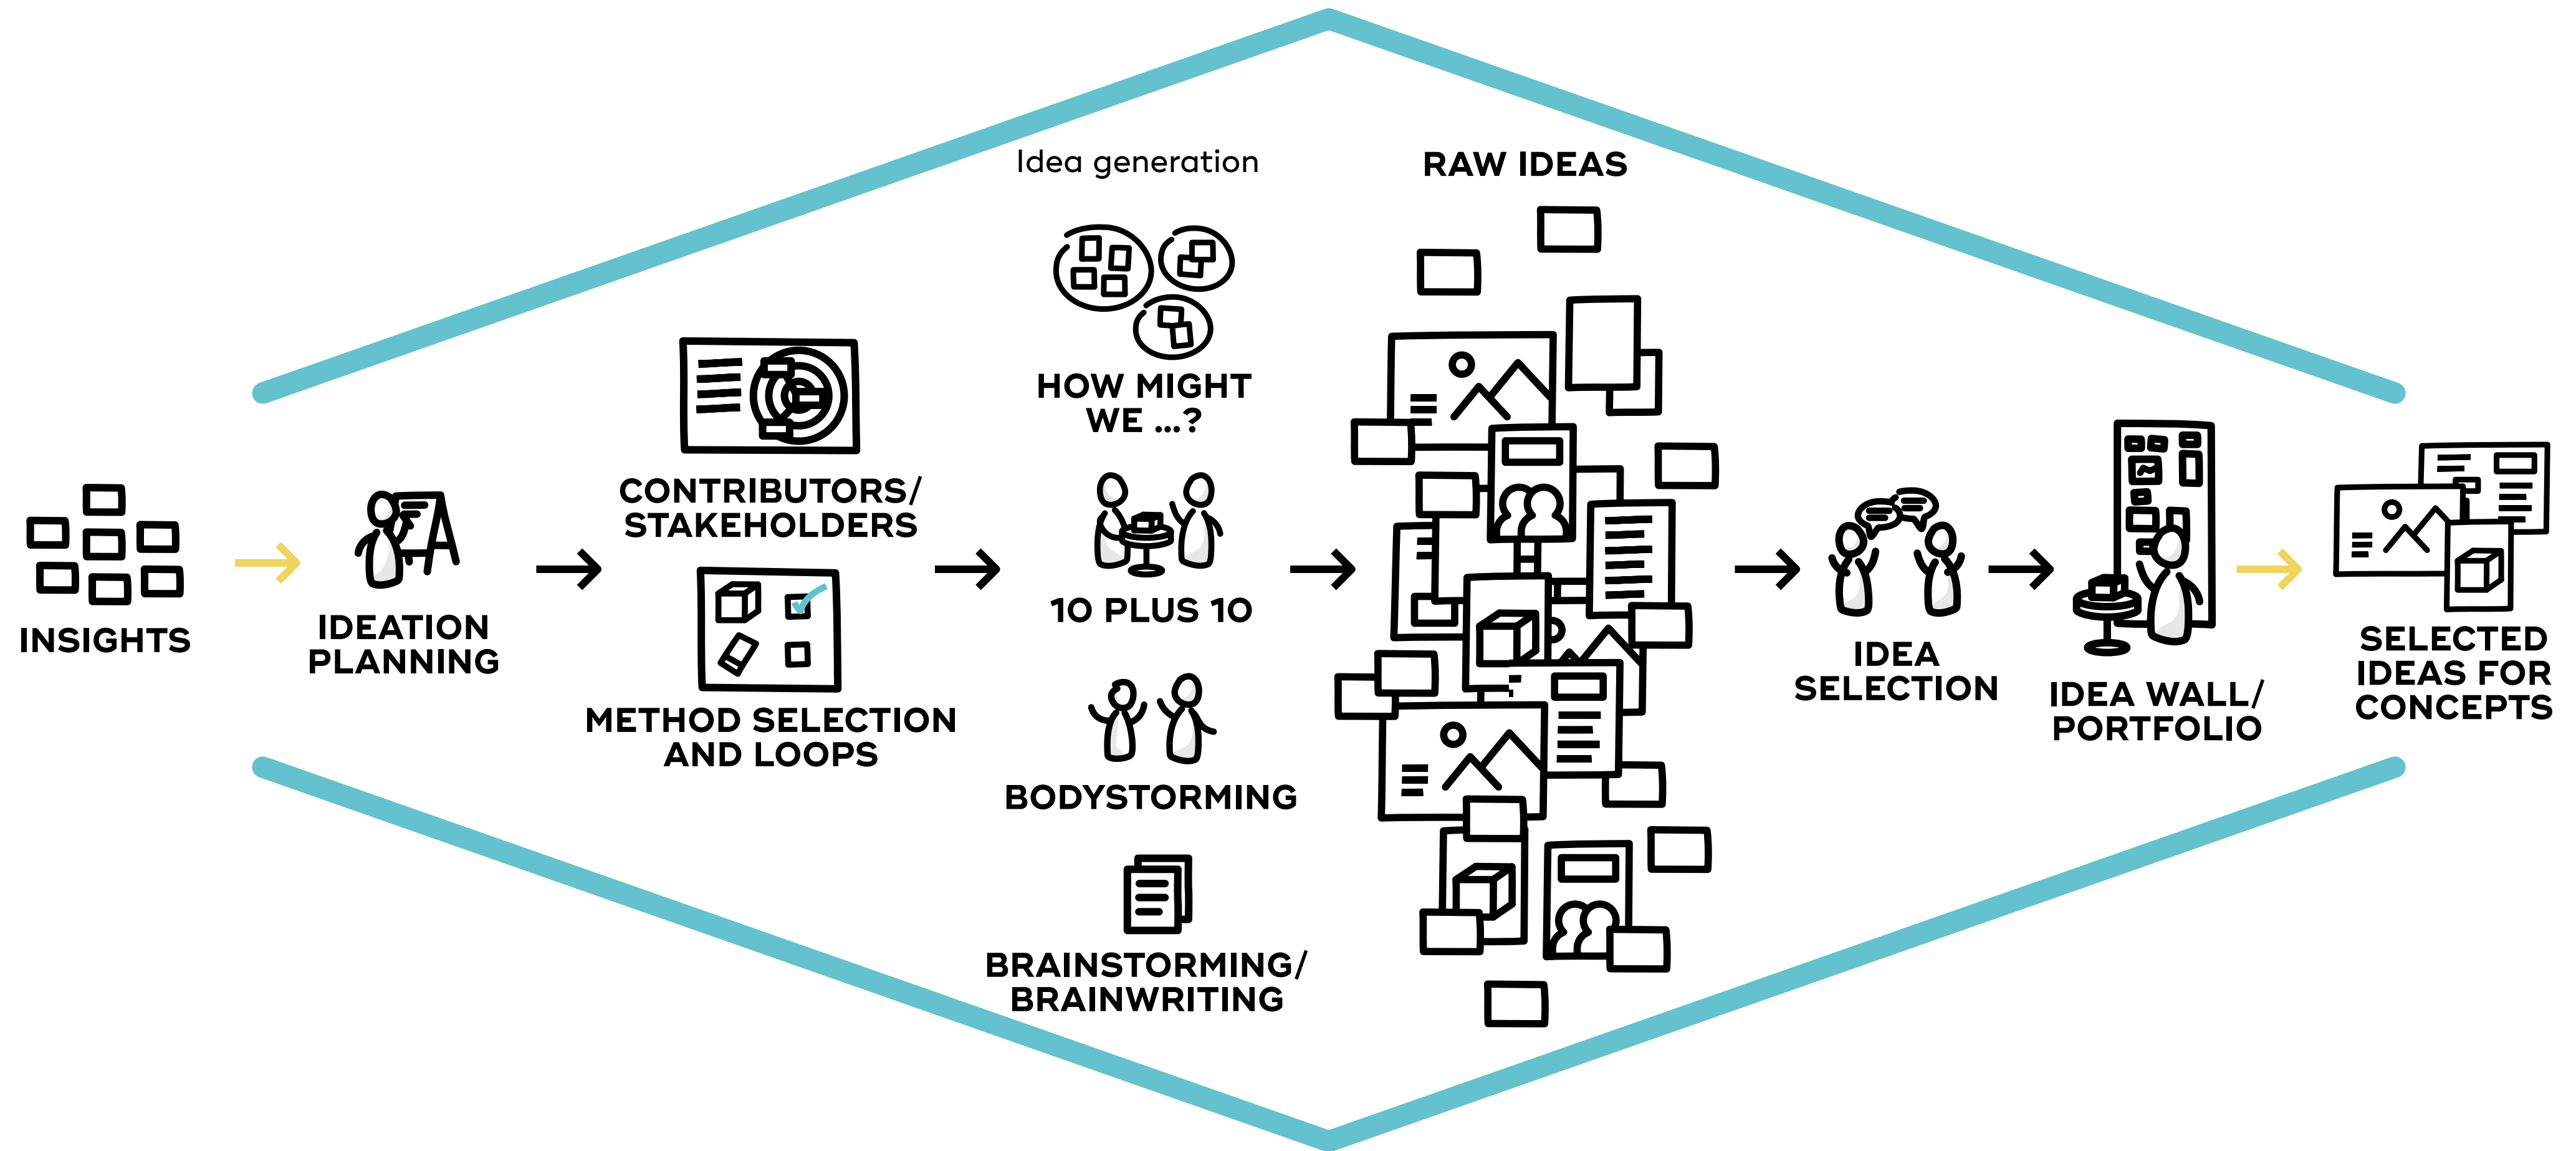 INSIGHTS
IDEATION
PLANNING
CONTRIBUTORS/
STAKEHOLDERS
METHOD SELECTION
AND LOOPS
Idea generation
HOW MIGHT
WE ...?
10 PLUS 10
BODYSTORMING
BRAINSTORMING/
BRAINWRITING
RAW IDEAS
IDEA
SELECTION
IDEA WALL/
PORTFOLIO
SELECTED
IDEAS FOR
CONCEPTS